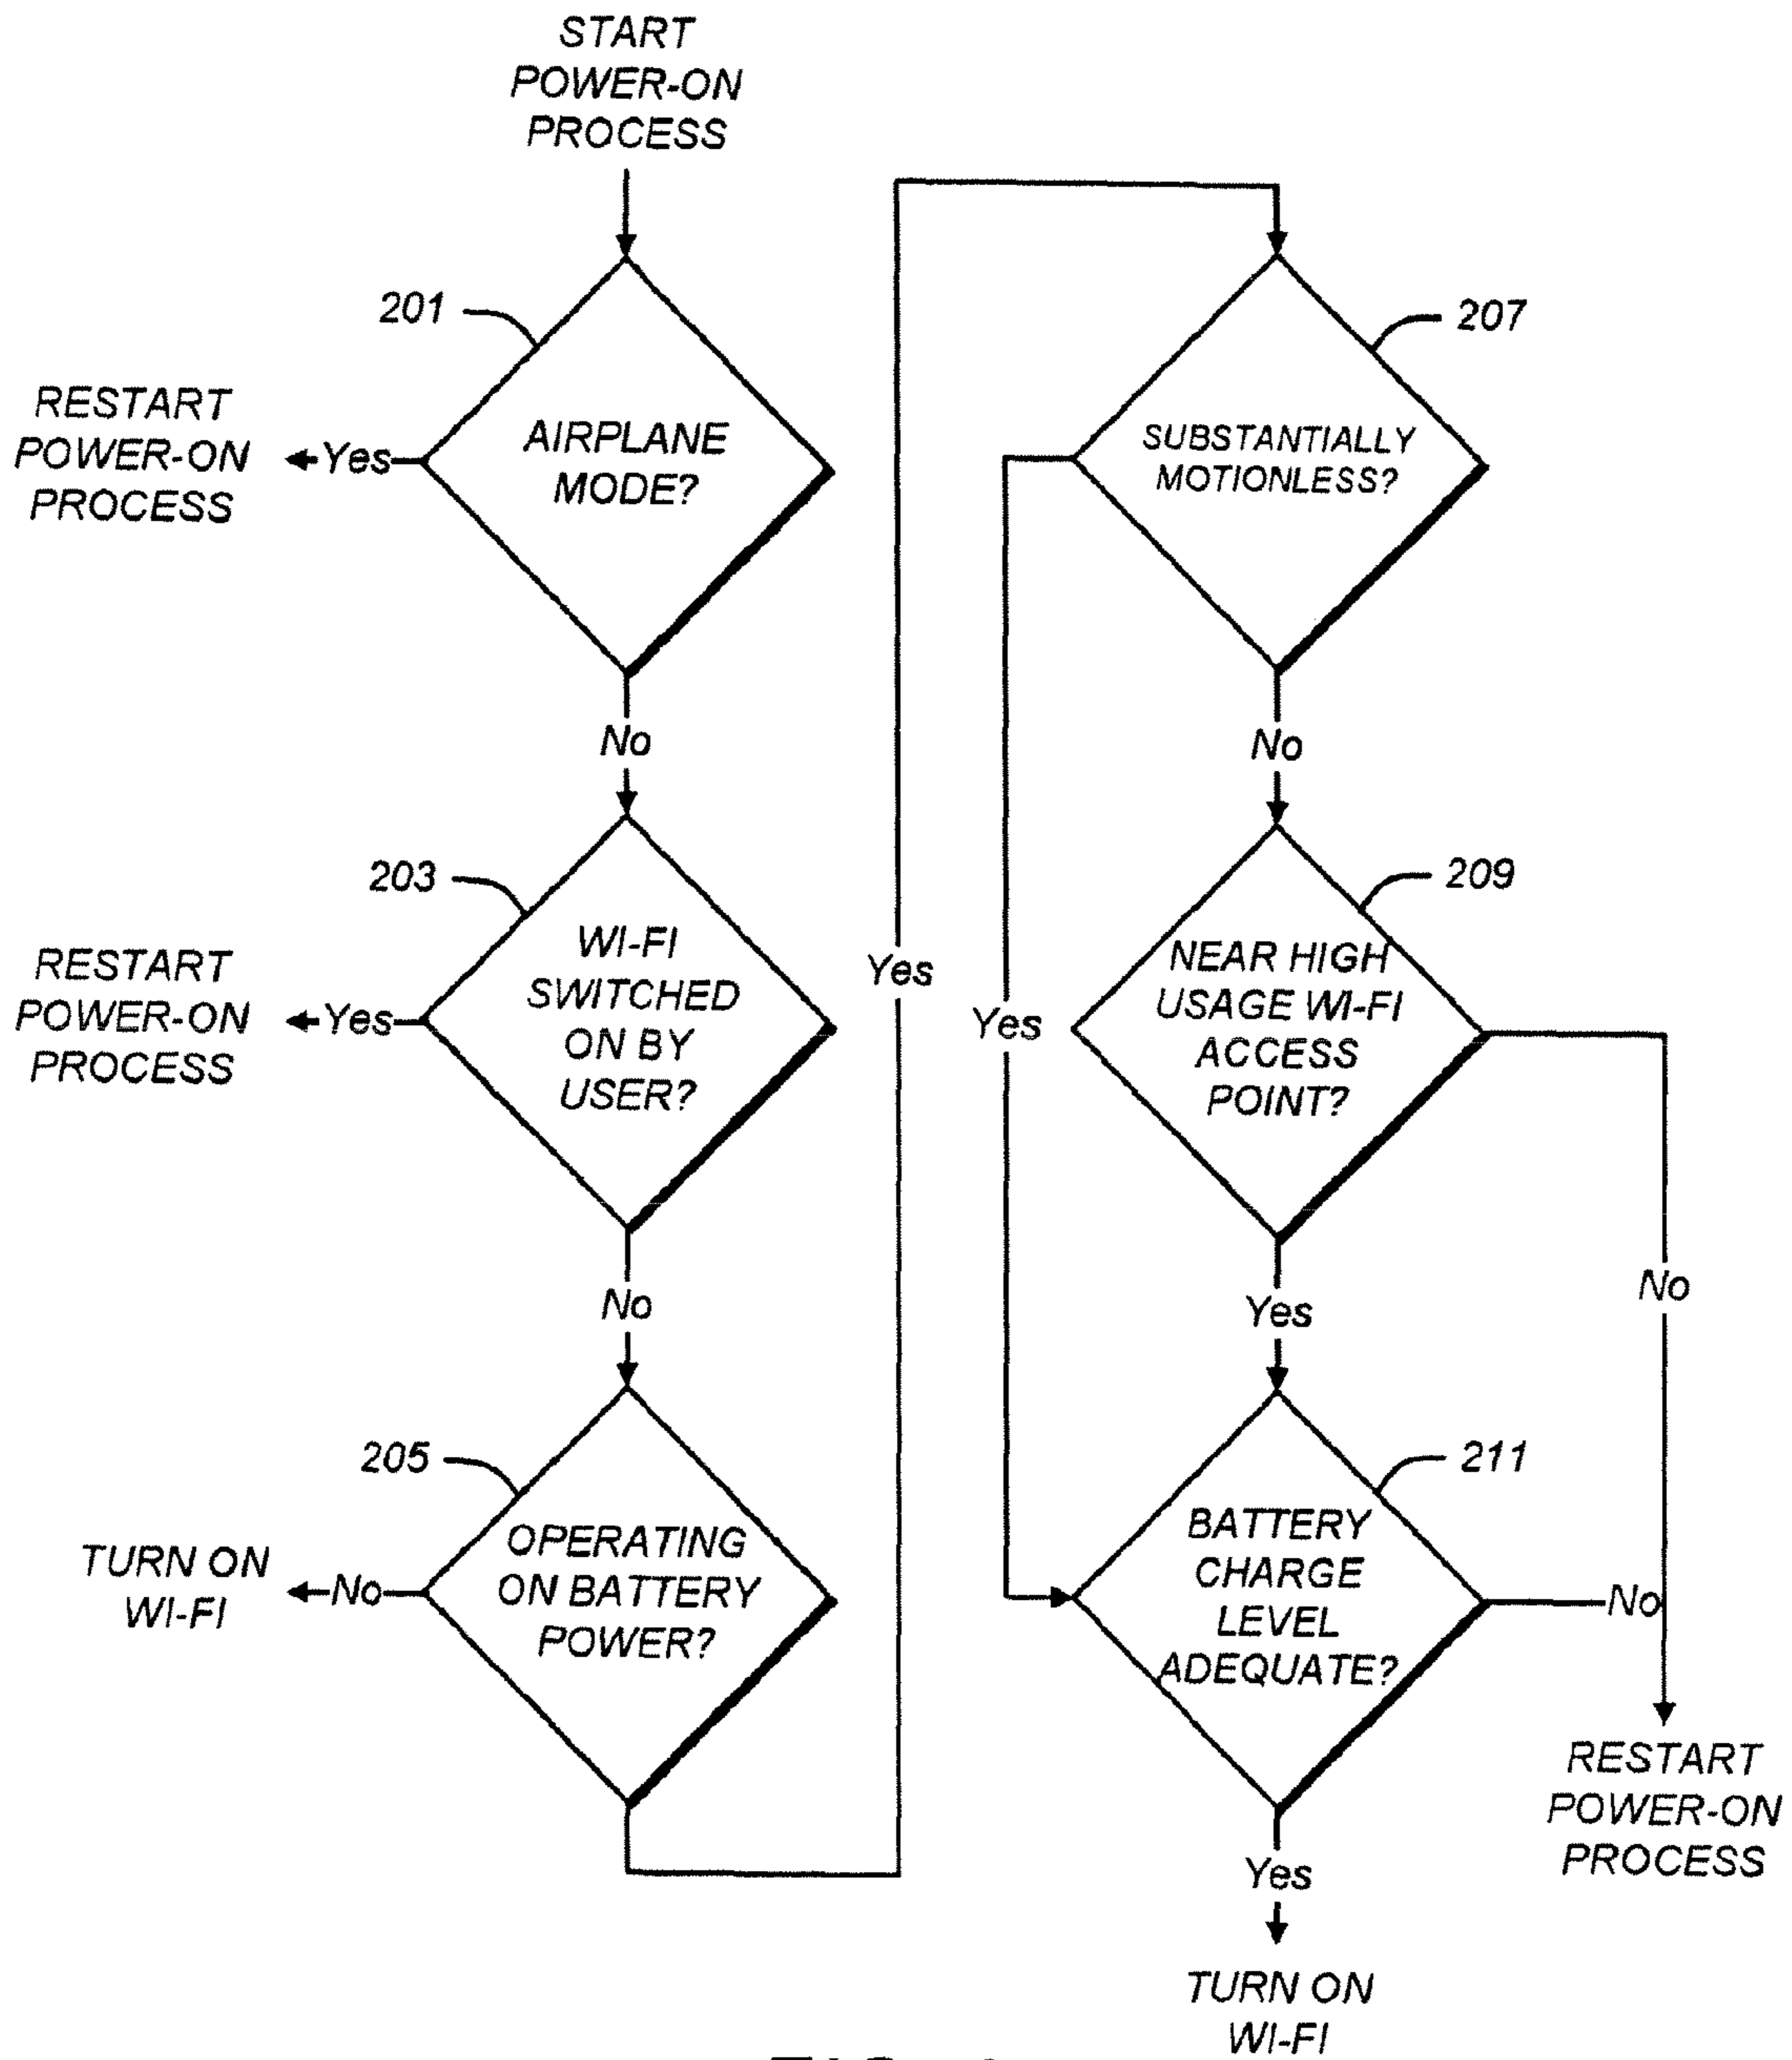 START
POWER-ON
PROCESS
201
RESTART
POWER-ON
PROCESS
Yes
AIRPLANE
MODE?
No
203
RESTART
POWER-ON
PROCESS
Yes
WI-FI
SWITCHED
ON BY
USER?
No
205
TURN ON
WI-FI
No
OPERATING
ON BATTERY
POWER?
Yes
207
SUBSTANTIALLY
MOTIONLESS?
Yes
No
209
NEAR HIGH
USAGE WI-FI
ACCESS
POINT?
No
Yes
211
BATTERY
CHARGE
LEVEL
ADEQUATE?
No
RESTART
POWER-ON
PROCESS
Yes
TURN ON
WI-FI